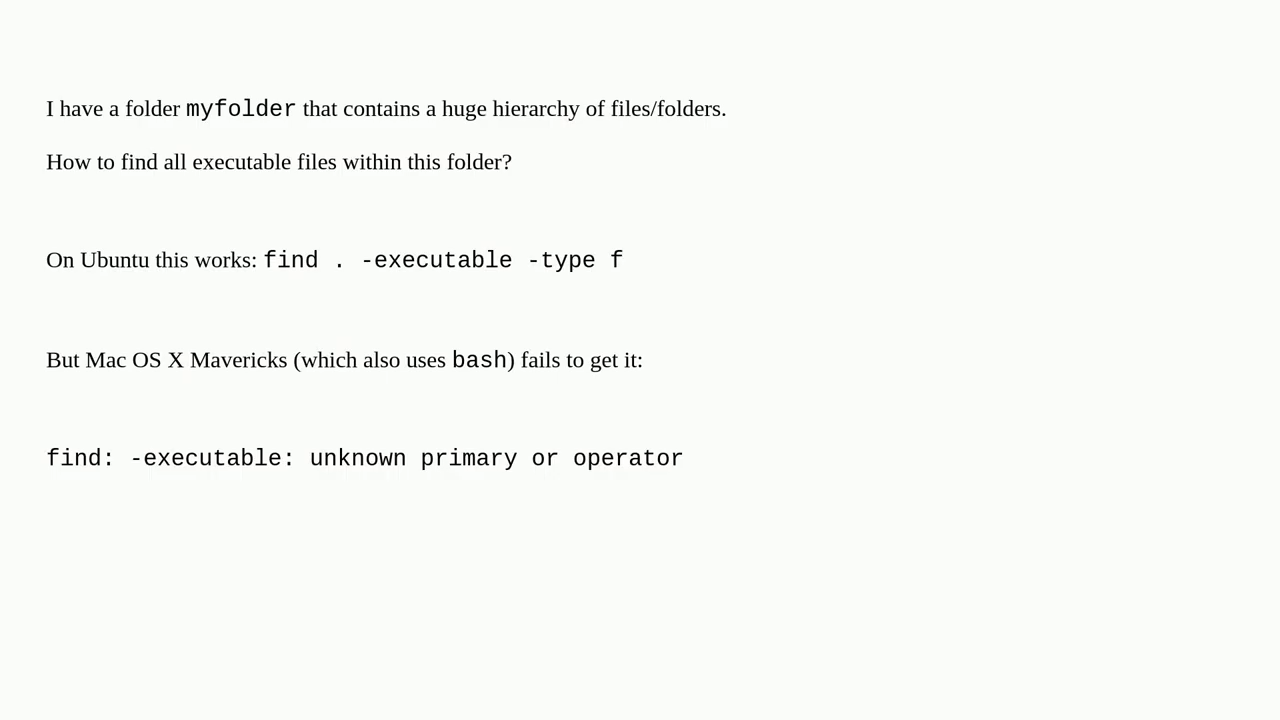 I have a folder myfolder that contains a huge hierarchy of files/folders.
How to find all executable files within this folder?
On Ubuntu this works: find . -executable -type f
But Mac OS X Mavericks (which also uses bash) fails to get it:
find: -executable: unknown primary or operator